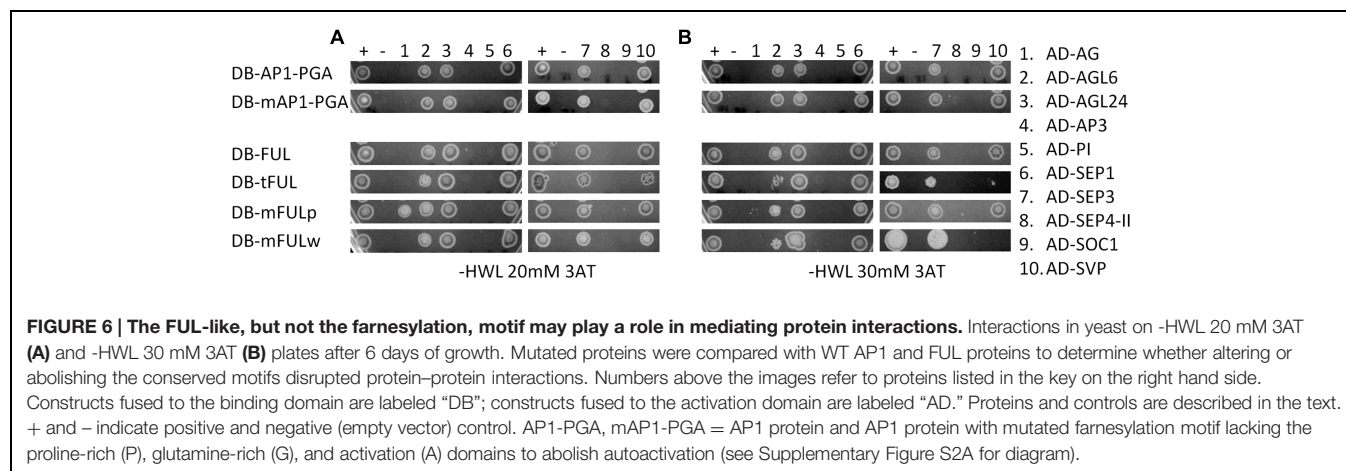 A
B
+ - 1 2 3 4 5 6 + - 7 8 9 10 + - 1 2 3 4 5 6 + - 7 8 9 10
DB-AP1-PGA
DB-mAP1-PGA
DB-FUL
DB-tFUL
DB-mFULp
DB-mFULw
-HWL 20mM 3AT
-HWL 30mM 3AT
1. AD-AG
2. AD-AGL6
3. AD-AGL24
4. AD-AP3
5. AD-PI
6. AD-SEP1
7. AD-SEP3
8. AD-SEP4-II
9. AD-SOC1
10. AD-SVP
FIGURE 6 | The FUL-like, but not the farnesylation, motif may play a role in mediating protein interactions. Interactions in yeast on -HWL 20 mM 3AT
(A) and -HWL 30 mM 3AT (B) plates after 6 days of growth. Mutated proteins were compared with WT AP1 and FUL proteins to determine whether altering or
abolishing the conserved motifs disrupted protein–protein interactions. Numbers above the images refer to proteins listed in the key on the right hand side.
Constructs fused to the binding domain are labeled “DB”; constructs fused to the activation domain are labeled “AD.” Proteins and controls are described in the text.
+ and – indicate positive and negative (empty vector) control. AP1-PGA, mAP1-PGA = AP1 protein and AP1 protein with mutated farnesylation motif lacking the
proline-rich (P), glutamine-rich (G), and activation (A) domains to abolish autoactivation (see Supplementary Figure S2A for diagram).